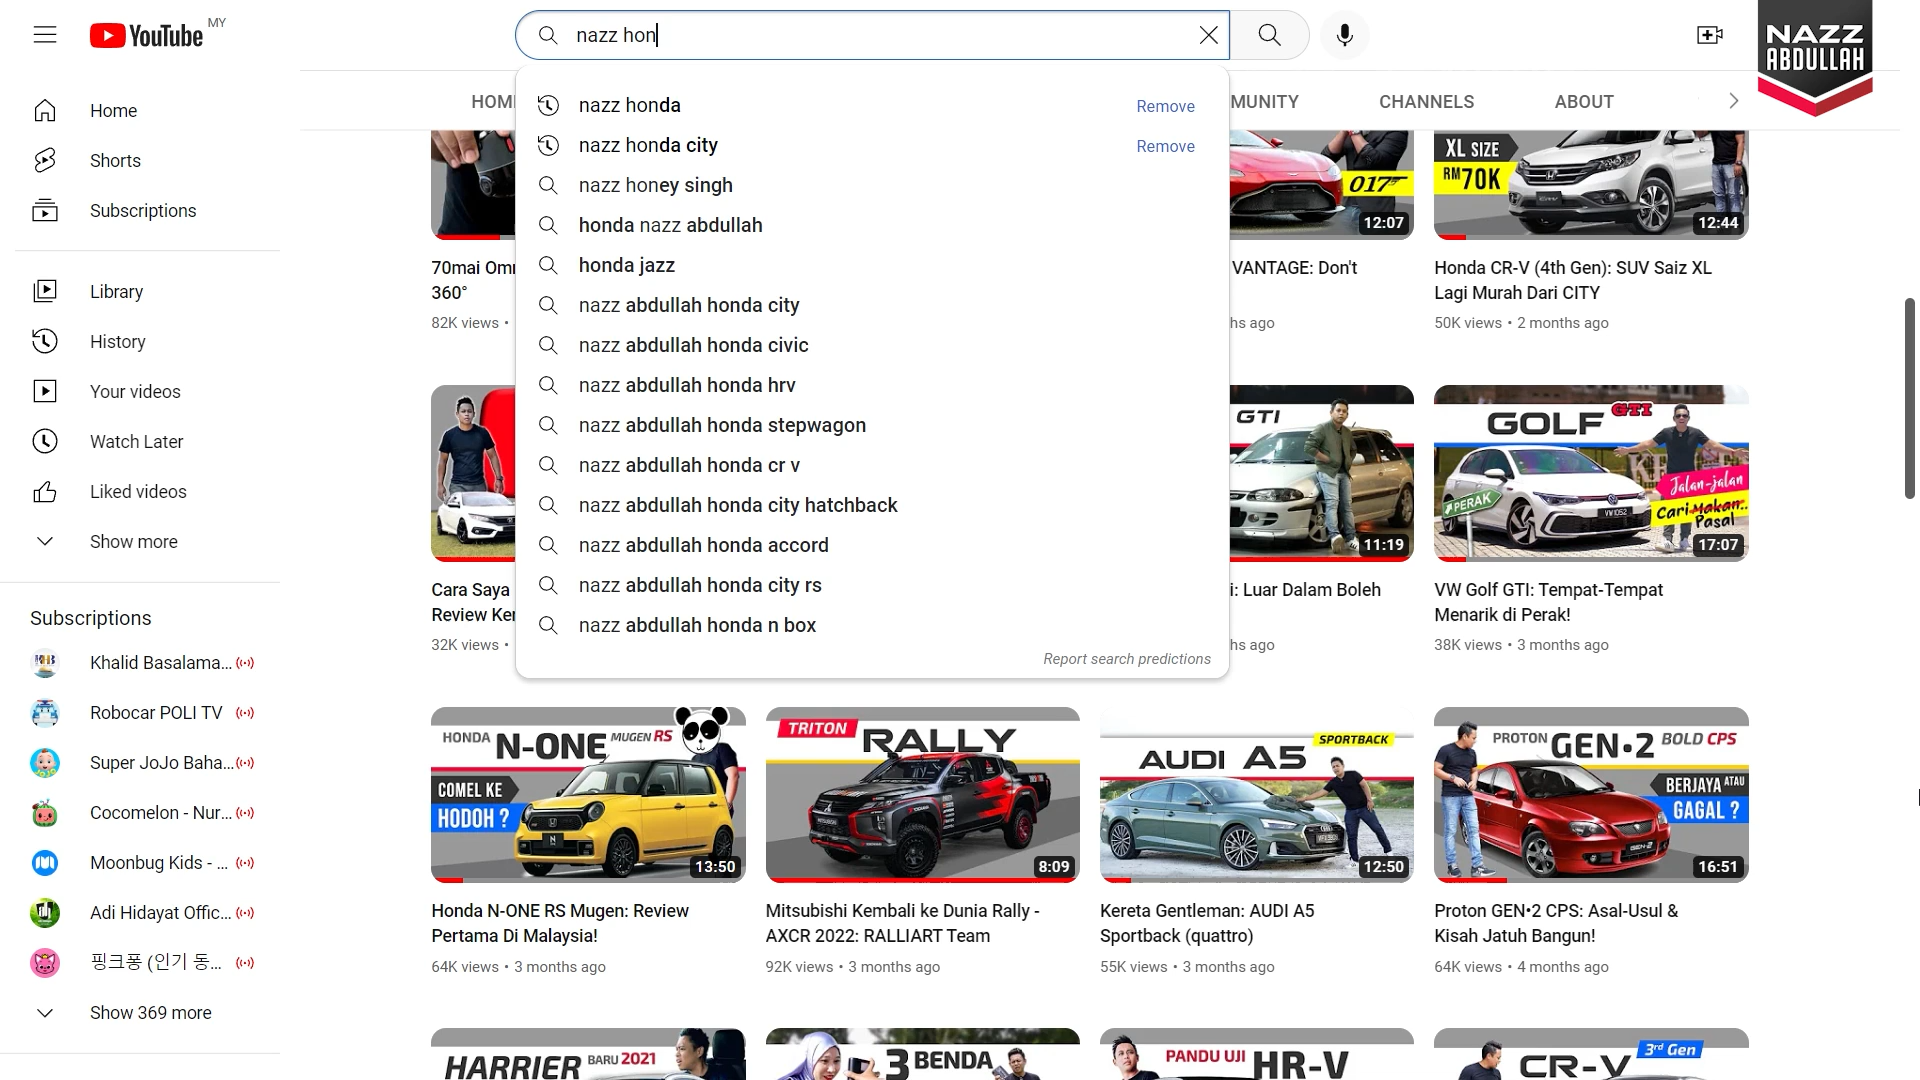 YouTube MY
nazz hon
NAZZ
ABDULLAH
Home
Shorts
Subscriptions
Library
History
Your videos
Watch Later
Liked videos
Show more
Subscriptions
Khalid Basalama...
Robocar POLI TV
Super JoJo Baha...
Cocomelon - Nur...
Moonbug Kids - ...
Adi Hidayat Offic...
핑크퐁 (인기 동...
Show 369 more
HOM
MUNITY
CHANNELS
ABOUT
nazz honda
Remove
nazz honda city
Remove
nazz honey singh
honda nazz abdullah
honda jazz
nazz abdullah honda city
nazz abdullah honda civic
nazz abdullah honda hrv
nazz abdullah honda stepwagon
nazz abdullah honda cr v
nazz abdullah honda city hatchback
nazz abdullah honda accord
nazz abdullah honda city rs
nazz abdullah honda n box
Report search predictions
017
12:07
XL SIZE
RM70K
12:44
70mai Omn
360°
82K views •
VANTAGE: Don't
hs ago
Honda CR-V (4th Gen): SUV Saiz XL
Lagi Murah Dari CITY
50K views • 2 months ago
GTI
11:19
GOLF GTI
PERAK
VW 1052
Jalan-jalan
Cari Makan..
Pasal
17:07
Cara Saya
Review Ker
32K views •
i: Luar Dalam Boleh
hs ago
VW Golf GTI: Tempat-Tempat
Menarik di Perak!
38K views • 3 months ago
HONDA N-ONE MUGEN RS
COMEL KE
HODOH ?
13:50
TRITON
RALLY
8:09
AUDI A5 SPORTBACK
12:50
PROTON GEN•2 BOLD CPS
BERJAYA ATAU
GAGAL ?
GEN•2
16:51
Honda N-ONE RS Mugen: Review
Pertama Di Malaysia!
64K views • 3 months ago
Mitsubishi Kembali ke Dunia Rally -
AXCR 2022: RALLIART Team
92K views • 3 months ago
Kereta Gentleman: AUDI A5
Sportback (quattro)
55K views • 3 months ago
Proton GEN•2 CPS: Asal-Usul &
Kisah Jatuh Bangun!
64K views • 4 months ago
HARRIER BARU 2021
3 BENDA
PANDU UJI HR-V
CR-V 3rd Gen